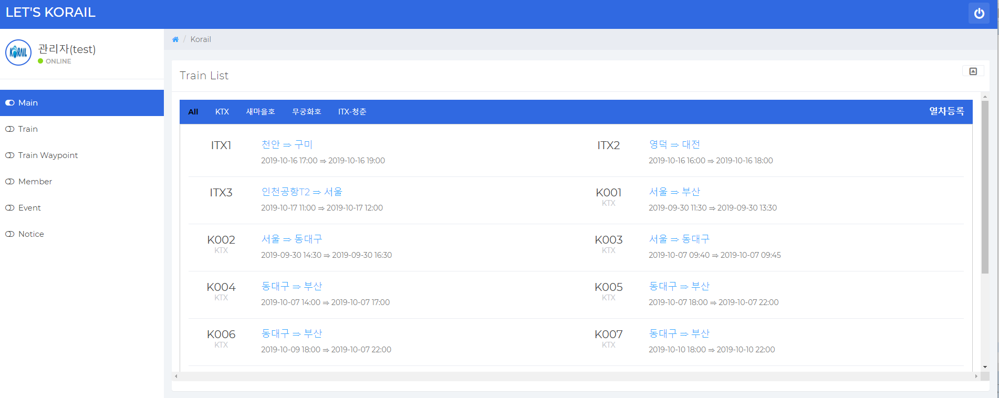 LET'S KORAIL
KORAIL
관리자(test)
ONLINE
Main
Train
Train Waypoint
Member
Event
Notice
/ Korail
Train List
All KTX 새마을호 무궁화호 ITX-청춘 열차등록
ITX1
천안 ⇒ 구미
2019-10-16 17:00 ⇒ 2019-10-16 19:00
ITX2
영덕 ⇒ 대전
2019-10-16 16:00 ⇒ 2019-10-16 18:00
ITX3
인천공항T2 ⇒ 서울
2019-10-17 11:00 ⇒ 2019-10-17 12:00
K001
KTX
서울 ⇒ 부산
2019-09-30 11:30 ⇒ 2019-09-30 13:30
K002
KTX
서울 ⇒ 동대구
2019-09-30 14:30 ⇒ 2019-09-30 16:30
K003
KTX
서울 ⇒ 동대구
2019-10-07 09:40 ⇒ 2019-10-07 09:45
K004
KTX
동대구 ⇒ 부산
2019-10-07 14:00 ⇒ 2019-10-07 17:00
K005
KTX
동대구 ⇒ 부산
2019-10-07 18:00 ⇒ 2019-10-07 22:00
K006
KTX
동대구 ⇒ 부산
2019-10-09 18:00 ⇒ 2019-10-07 22:00
K007
KTX
동대구 ⇒ 부산
2019-10-10 18:00 ⇒ 2019-10-10 22:00